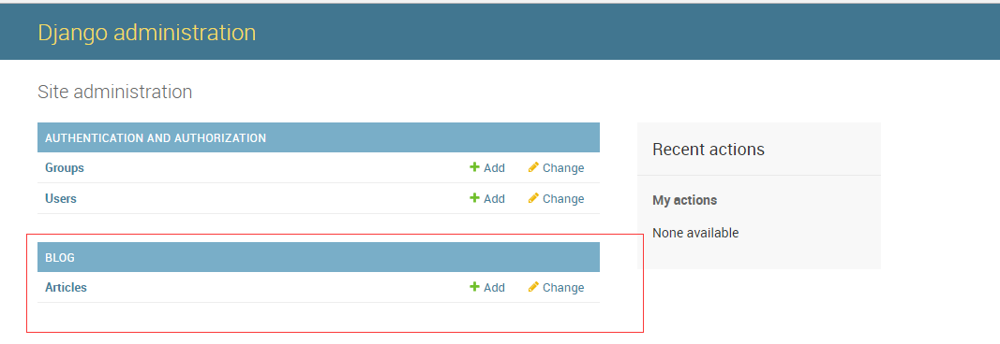 Django administration
Site administration
AUTHENTICATION AND AUTHORIZATION
Groups Add Change
Users Add Change
BLOG
Articles Add Change
Recent actions
My actions
None available